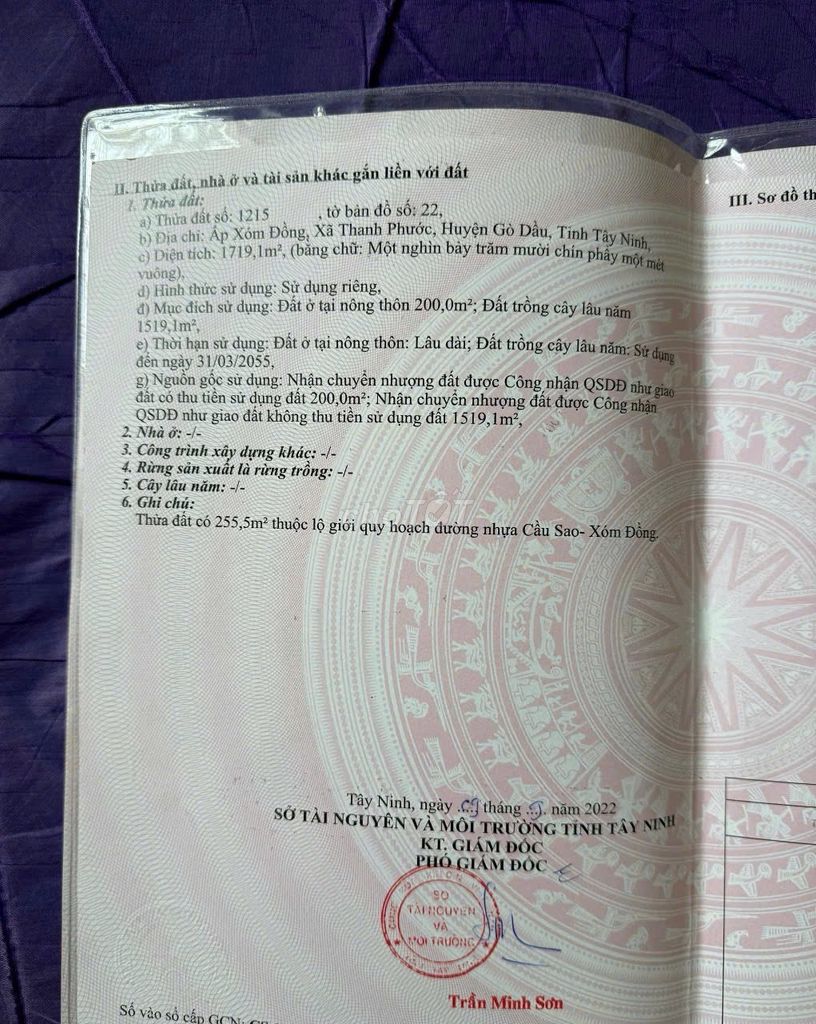 II. Thửa đất, nhà ở và tài sản khác gắn liền với đất
1. Thửa đất:
a) Thửa đất số: 1215 , tờ bản đồ số: 22,
b) Địa chỉ: Ấp Xóm Đồng, Xã Thanh Phước, Huyện Gò Dầu, Tỉnh Tây Ninh,
c) Diện tích: 1719,1m², (bằng chữ: Một nghìn bảy trăm mười chín phẩy một mét
vuông),
d) Hình thức sử dụng: Sử dụng riêng,
đ) Mục đích sử dụng: Đất ở tại nông thôn 200,0m²; Đất trồng cây lâu năm
1519,1m²,
e) Thời hạn sử dụng: Đất ở tại nông thôn: Lâu dài; Đất trồng cây lâu năm: Sử dụng
đến ngày 31/03/2055,
g) Nguồn gốc sử dụng: Nhận chuyển nhượng đất được Công nhận QSDĐ như giao
đất có thu tiền sử dụng đất 200,0m²; Nhận chuyển nhượng đất được Công nhận
QSDĐ như giao đất không thu tiền sử dụng đất 1519,1m²,
2. Nhà ở: -/-
3. Công trình xây dựng khác: -/-
4. Rừng sản xuất là rừng trồng: -/-
5. Cây lâu năm: -/-
6. Ghi chú:
Thửa đất có 255,5m² thuộc lộ giới quy hoạch đường nhựa Cầu Sao- Xóm Đồng.
III. Sơ đồ th
Tây Ninh, ngày 09 tháng năm 2022
SỞ TÀI NGUYÊN VÀ MÔI TRƯỜNG TỈNH TÂY NINH
KT. GIÁM ĐỐC
PHÓ GIÁM ĐỐC
SỞ
TÀI NGUYÊN
VÀ
MÔI TRƯỜNG
Trần Minh Sơn
Số vào sổ cấp GCN: